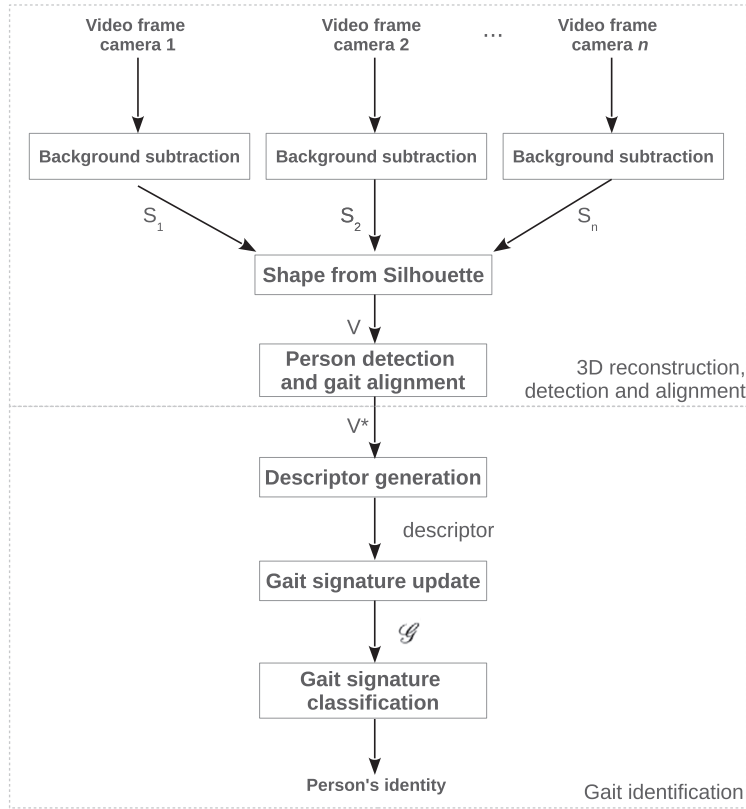 Video frame
camera 1
Video frame
camera 2
...
Video frame
camera n
Background subtraction
Background subtraction
Background subtraction
S1
S2
Sn
Shape from Silhouette
V
Person detection
and gait alignment
3D reconstruction,
detection and alignment
V*
Descriptor generation
descriptor
Gait signature update
𝒢
Gait signature
classification
Person's identity
Gait identification